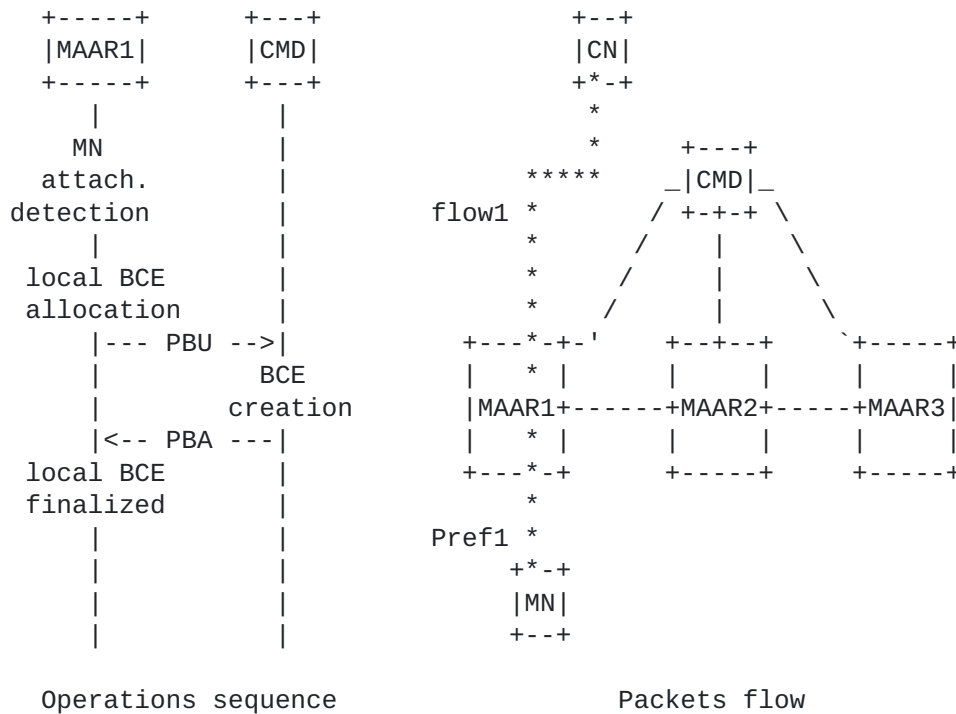 +-----+      +---+                +--+
|MAAR1|      |CMD|                |CN|
+-----+      +---+                +*-+
   |           |                   *
  MN           |                   *     +---+
attach.        |               *****    _|CMD|_
detection      |         flow1 *       / +-+-+ \
   |           |               *      /    |    \
local BCE      |               *     /     |     \
allocation     |               *    /      |      \
   |--- PBU -->|           +---*-+-'    +--+--+    `+-----+
   |          BCE          |   * |      |     |     |     |
   |        creation       |MAAR1+------+MAAR2+-----+MAAR3|
   |<-- PBA ---|           |   * |      |     |     |     |
local BCE      |           +---*-+      +-----+     +-----+
finalized      |               *
   |           |         Pref1 *
   |           |              +*-+
   |           |              |MN|
   |           |              +--+
Operations sequence                  Packets flow